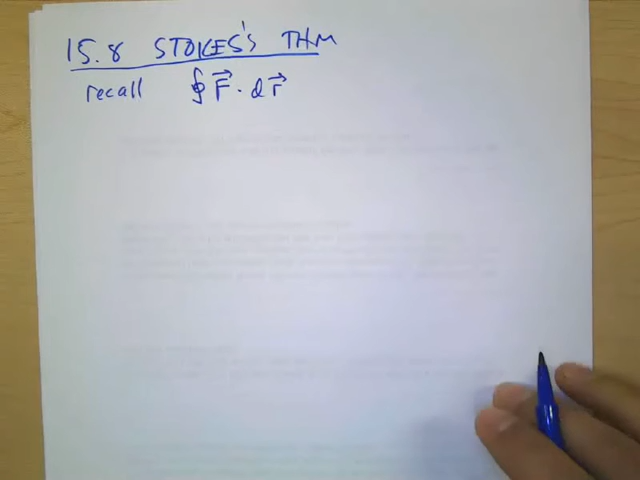 15.8 STOKES'S THM
recall ∮ F⃗ · dr⃗